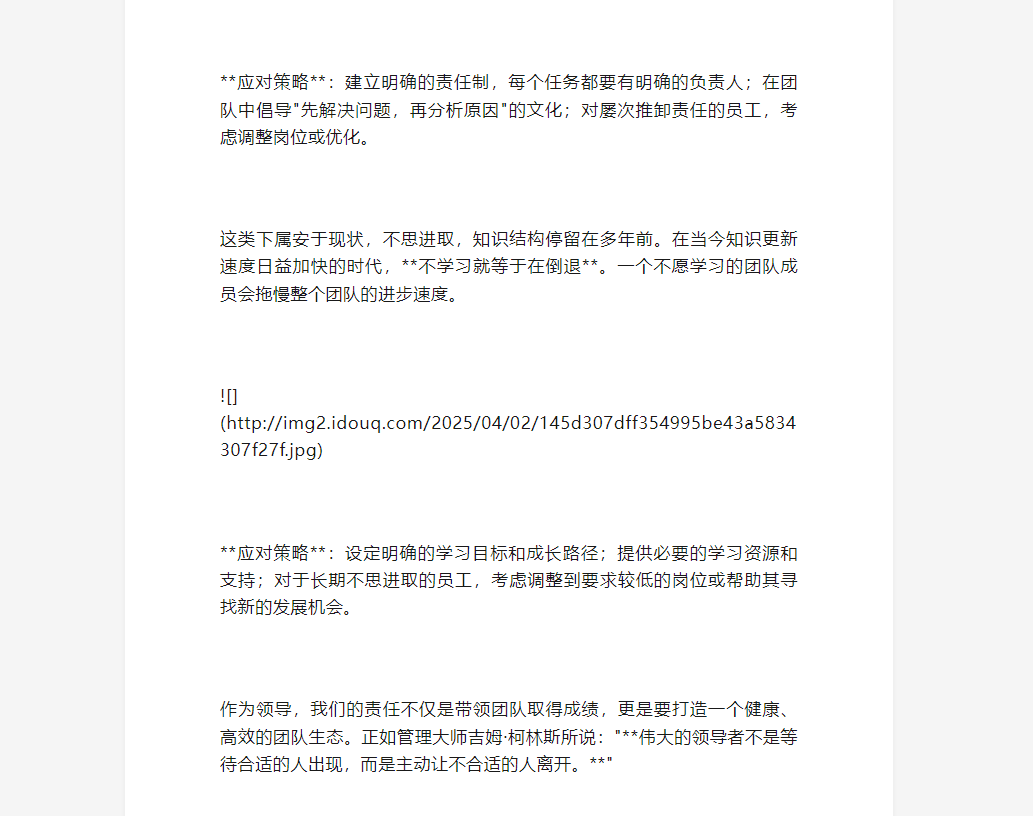 **应对策略**：建立明确的责任制，每个任务都要有明确的负责人；在团
队中倡导"先解决问题，再分析原因"的文化；对屡次推卸责任的员工，考
虑调整岗位或优化。
这类下属安于现状，不思进取，知识结构停留在多年前。在当今知识更新
速度日益加快的时代，**不学习就等于在倒退**。一个不愿学习的团队成
员会拖慢整个团队的进步速度。
![]
(http://img2.idouq.com/2025/04/02/145d307dff354995be43a5834
307f27f.jpg)
**应对策略**：设定明确的学习目标和成长路径；提供必要的学习资源和
支持；对于长期不思进取的员工，考虑调整到要求较低的岗位或帮助其寻
找新的发展机会。
作为领导，我们的责任不仅是带领团队取得成绩，更是要打造一个健康、
高效的团队生态。正如管理大师吉姆·柯林斯所说："**伟大的领导者不是等
待合适的人出现，而是主动让不合适的人离开。**"